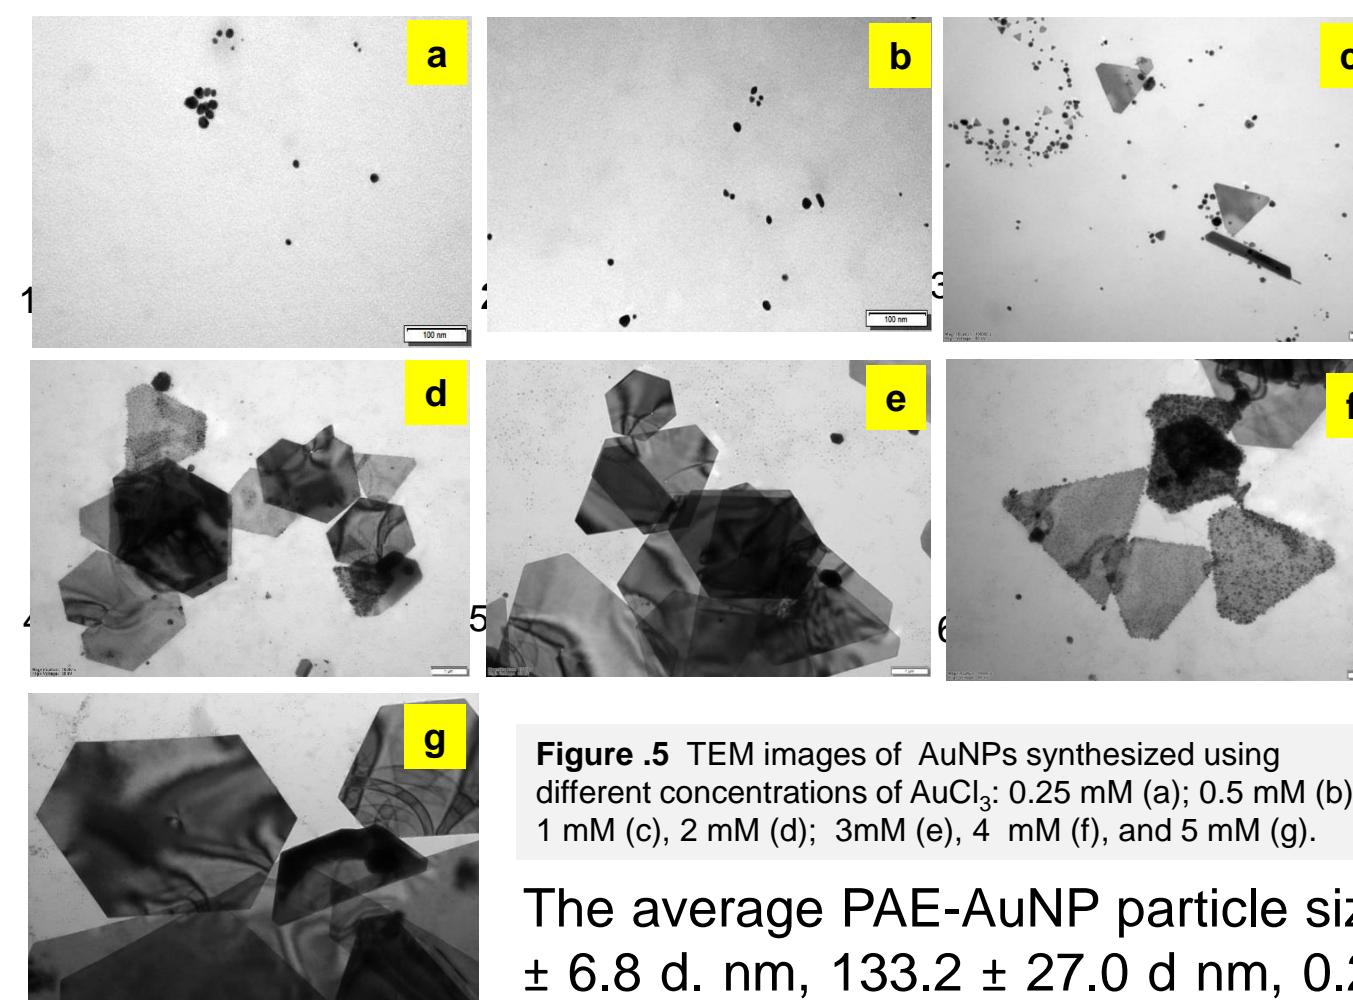 a
b
c
100 nm
100 nm
1
2
3
d
e
f
4
5
6
g
Figure .5 TEM images of AuNPs synthesized using
different concentrations of AuCl₃: 0.25 mM (a); 0.5 mM (b)
1 mM (c), 2 mM (d); 3mM (e), 4 mM (f), and 5 mM (g).
The average PAE-AuNP particle siz
± 6.8 d. nm, 133.2 ± 27.0 d nm, 0.2